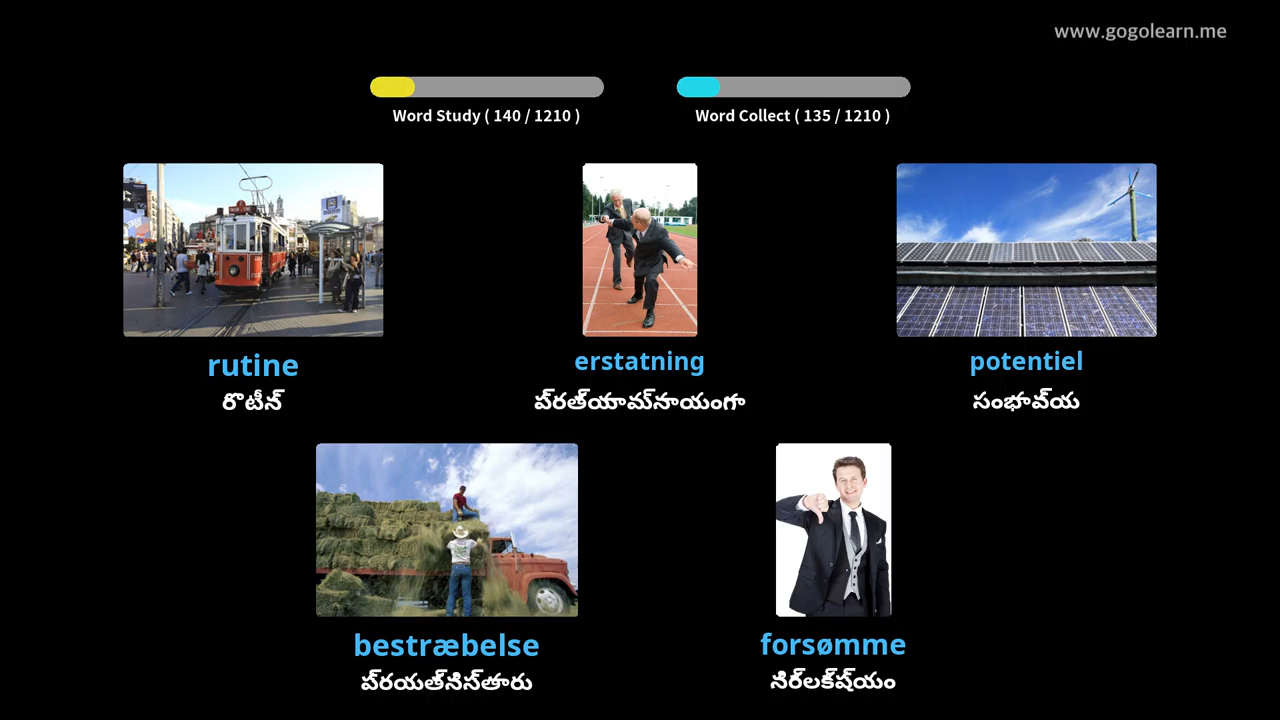 www.gogolearn.me
Word Study ( 140 / 1210 )
Word Collect ( 135 / 1210 )
rutine
రొటీన్
erstatning
ప్రత్యామ్నాయంగా
potentiel
సంభావ్య
bestræbelse
ప్రయత్నిస్తారు
forsømme
నిర్లక్ష్యం